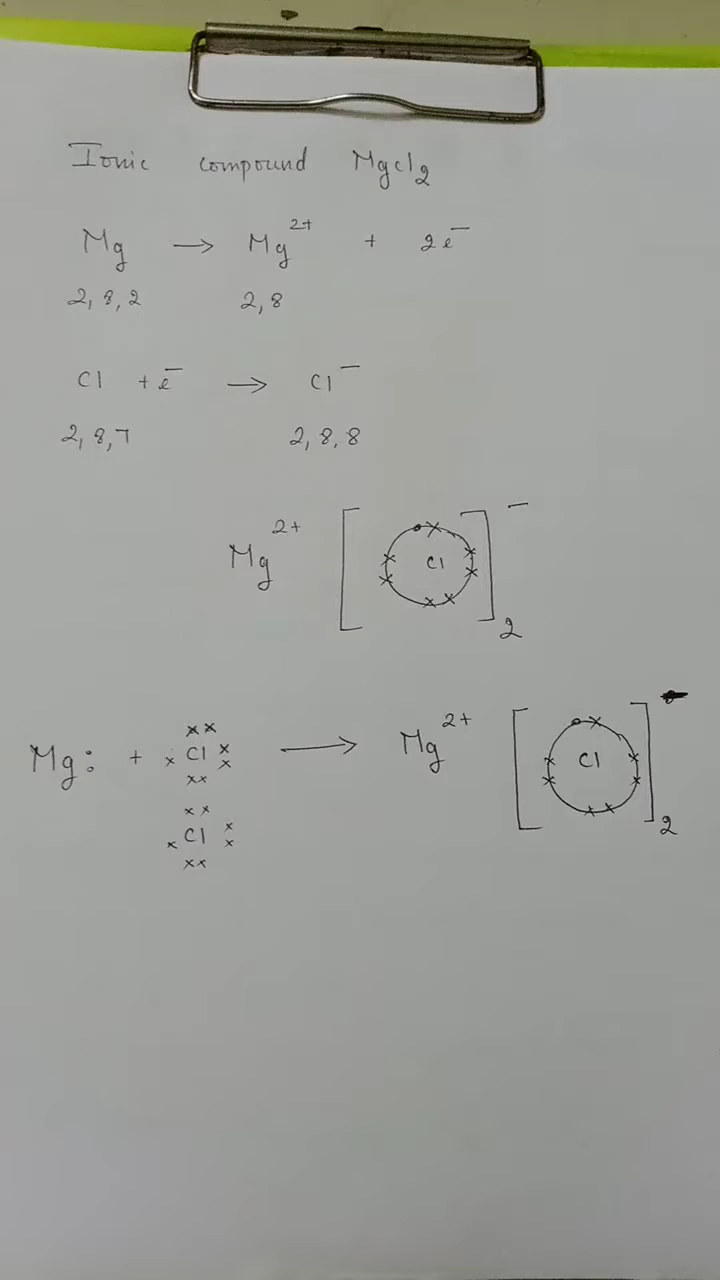 Ionic compound MgCl₂
Mg → Mg²⁺ + 2e⁻
2, 8, 2 2, 8
Cl + e⁻ → Cl⁻
2, 8, 7 2, 8, 8
Mg²⁺ [Cl]₂⁻
Mg: + Cl → Mg²⁺ [Cl]₂⁻
Cl